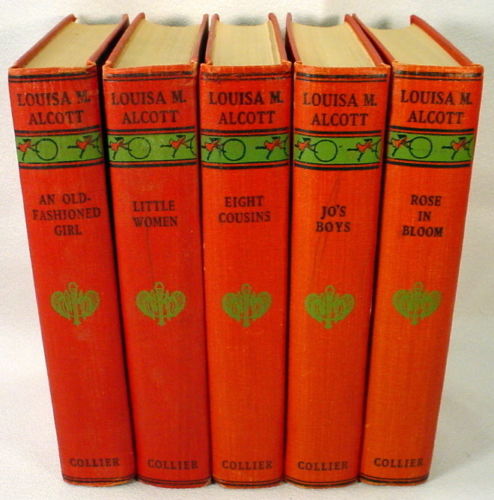 LOUISA M.
ALCOTT
AN OLD-
FASHIONED
GIRL
COLLIER
LOUISA M.
ALCOTT
LITTLE
WOMEN
COLLIER
LOUISA M.
ALCOTT
EIGHT
COUSINS
COLLIER
LOUISA M.
ALCOTT
JO'S
BOYS
COLLIER
LOUISA M.
ALCOTT
ROSE
IN
BLOOM
COLLIER